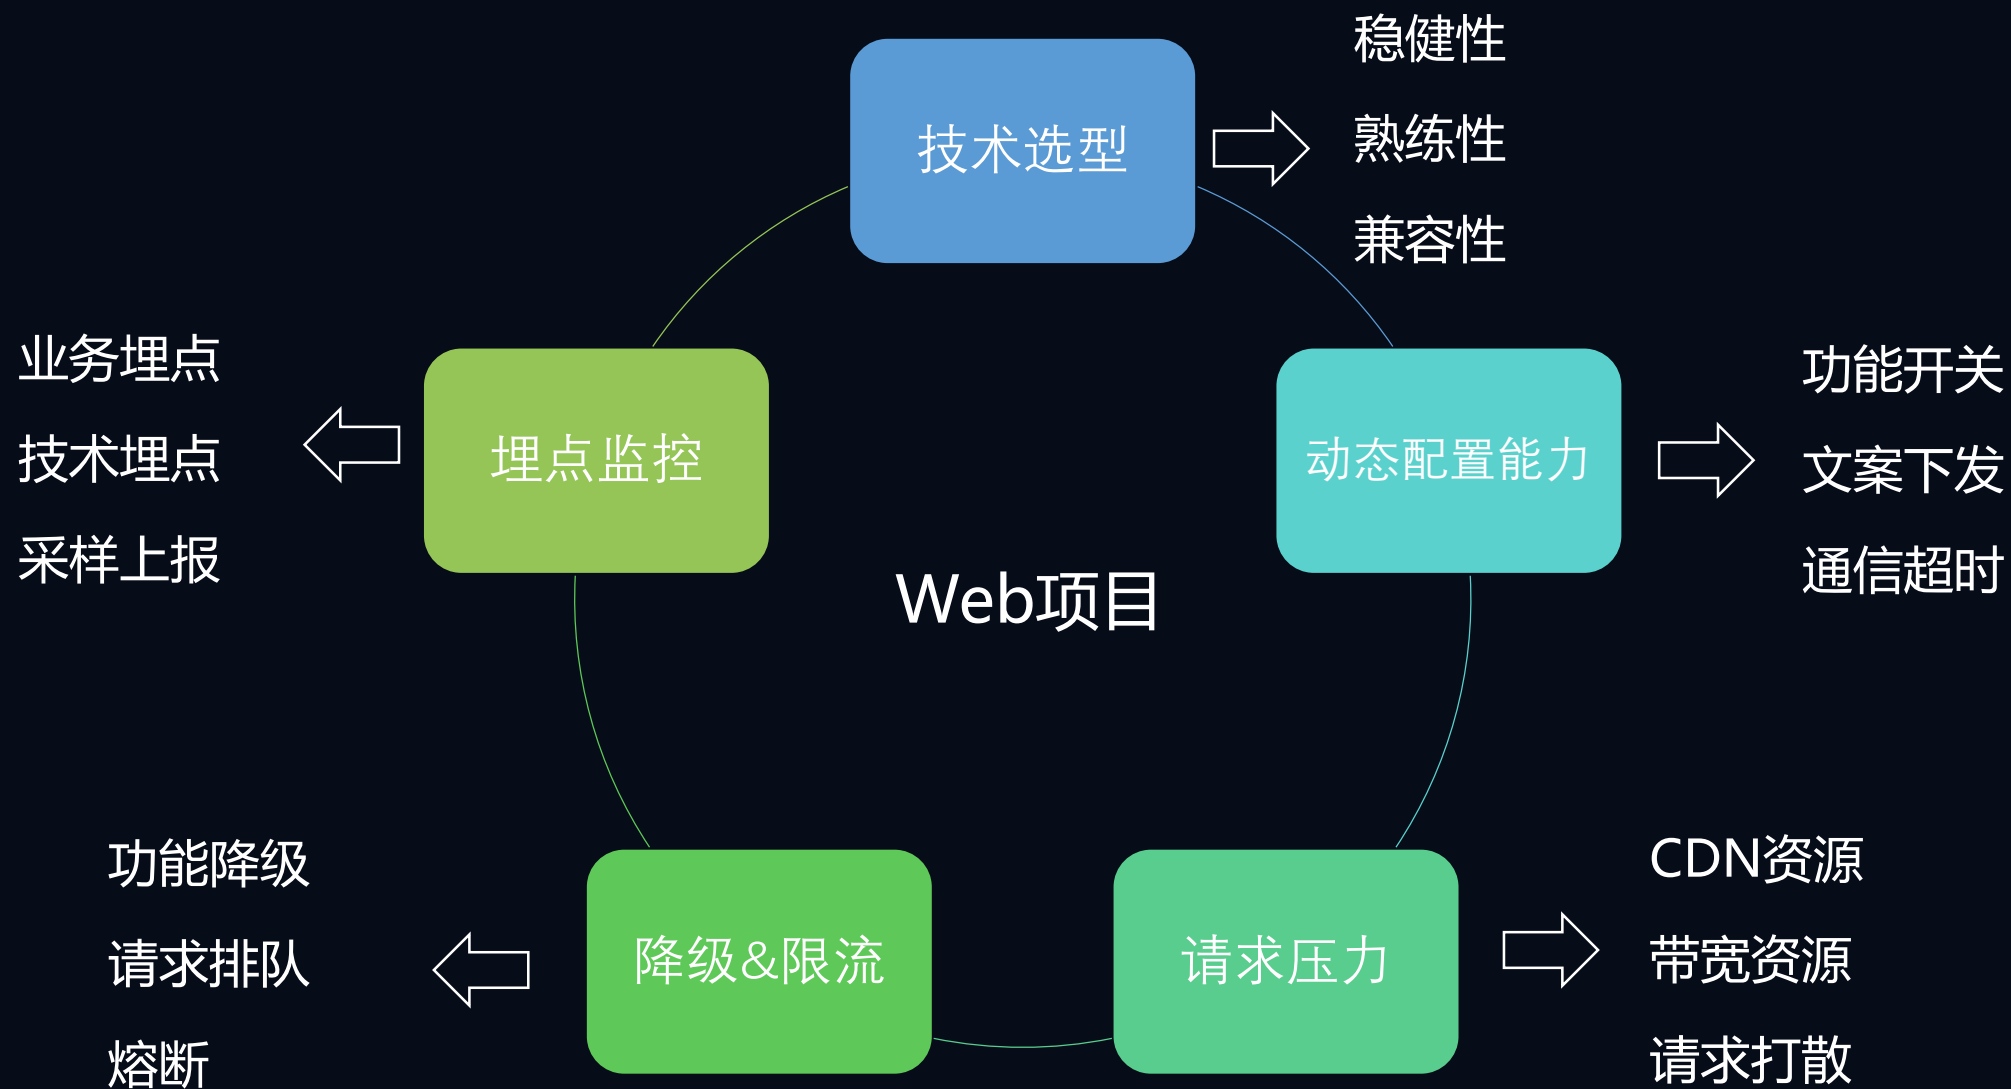 稳健性
技术选型
熟练性
兼容性
业务埋点
技术埋点
采样上报
埋点监控
动态配置能力
功能开关
文案下发
通信超时
Web项目
功能降级
请求排队
熔断
降级&限流
请求压力
CDN资源
带宽资源
请求打散